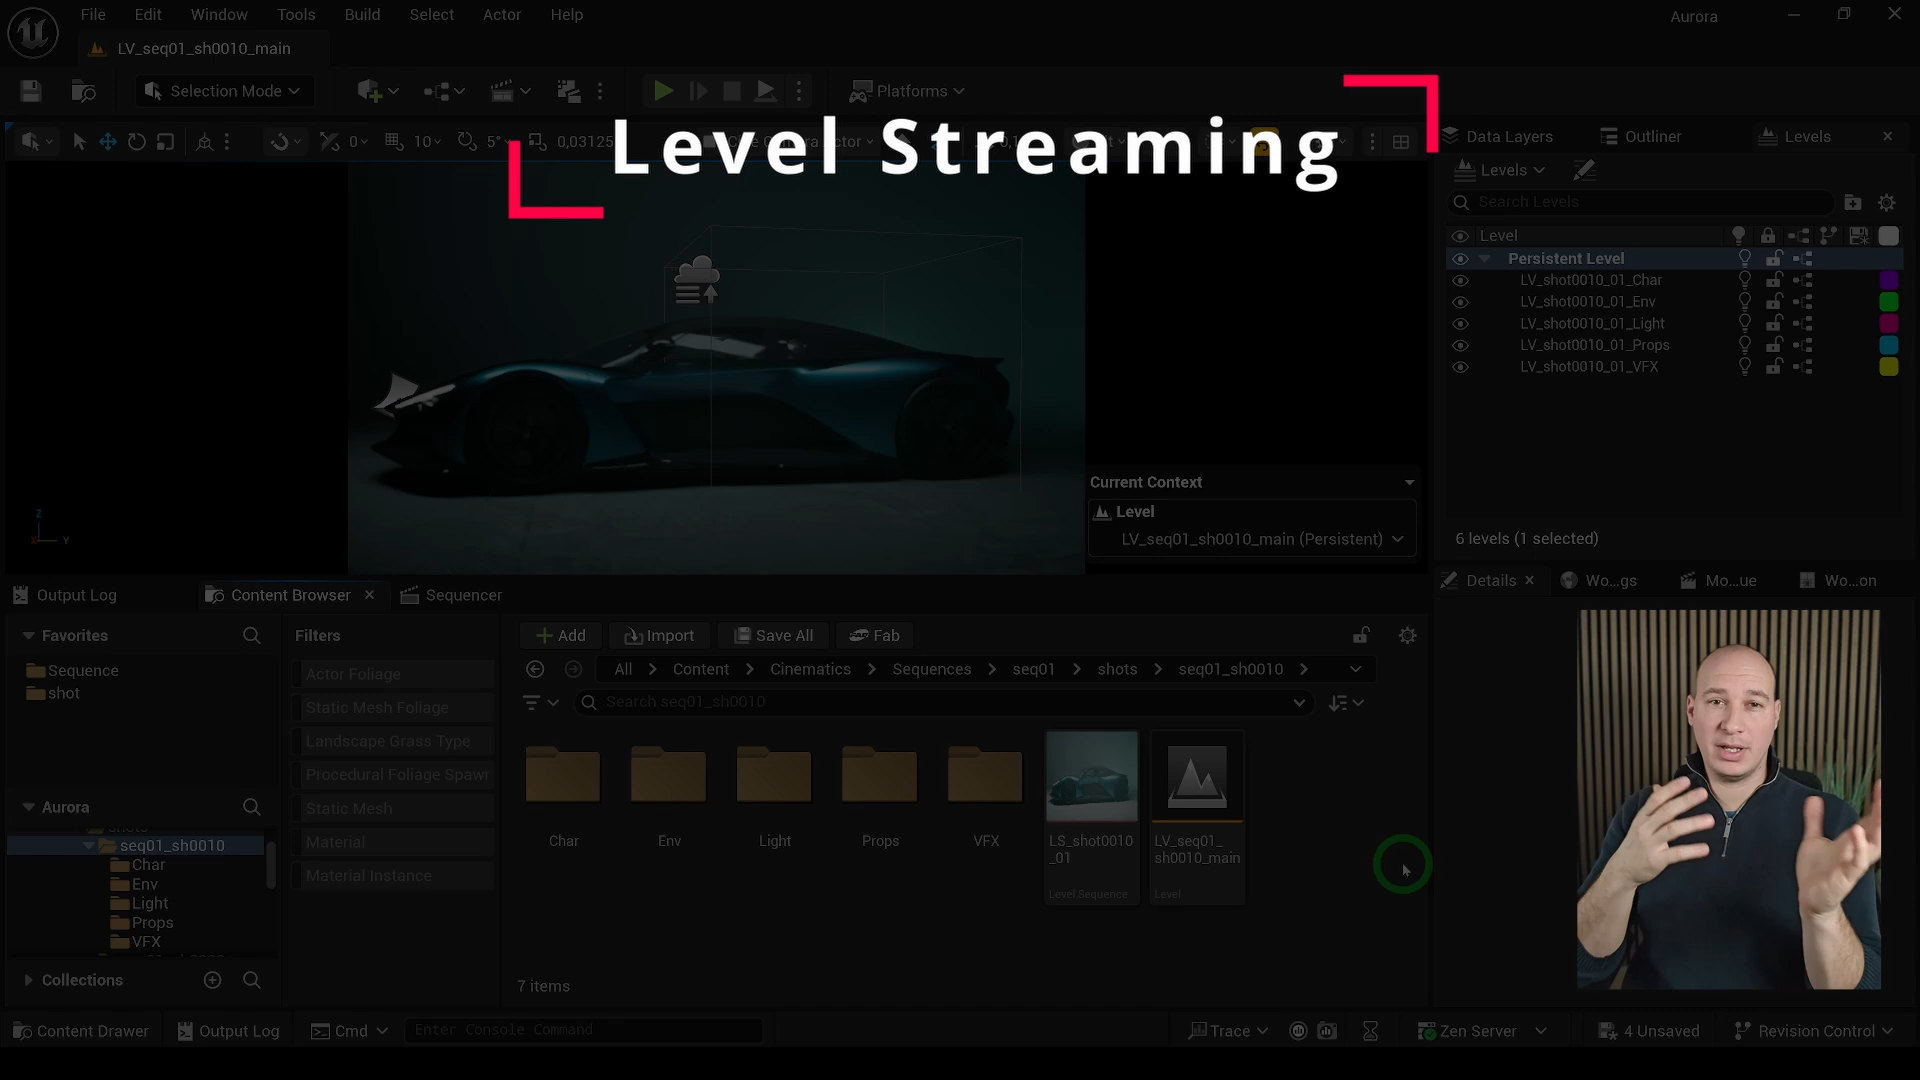 File Edit Window Tools Build Select Actor Help
Aurora
LV_seq01_sh0010_main
Selection Mode
Platforms
Level Streaming
0 10 5° 0,03125
Data Layers Outliner Levels
Levels
Search Levels
Level
Persistent Level
LV_shot0010_01_Char
LV_shot0010_01_Env
LV_shot0010_01_Light
LV_shot0010_01_Props
LV_shot0010_01_VFX
Z
X Y
Current Context
Level
LV_seq01_sh0010_main (Persistent)
6 levels (1 selected)
Output Log Content Browser Sequencer
Details Wo...gs Mo...ue Wo...on
Favorites
Sequence
shot
Filters
Actor Foliage
Static Mesh Foliage
Landscape Grass Type
Procedural Foliage Spawn
Static Mesh
Material
Material Instance
Add Import Save All Fab
All Content Cinematics Sequences seq01 shots seq01_sh0010
Search seq01_sh0010
Char Env Light Props VFX
LS_shot0010
_01
Level Sequence
LV_seq01_
sh0010_main
Level
Aurora
shots
seq01_sh0010
Char
Env
Light
Props
VFX
Collections
7 items
Content Drawer Output Log Cmd Enter Console Command
Trace Zen Server 4 Unsaved Revision Control